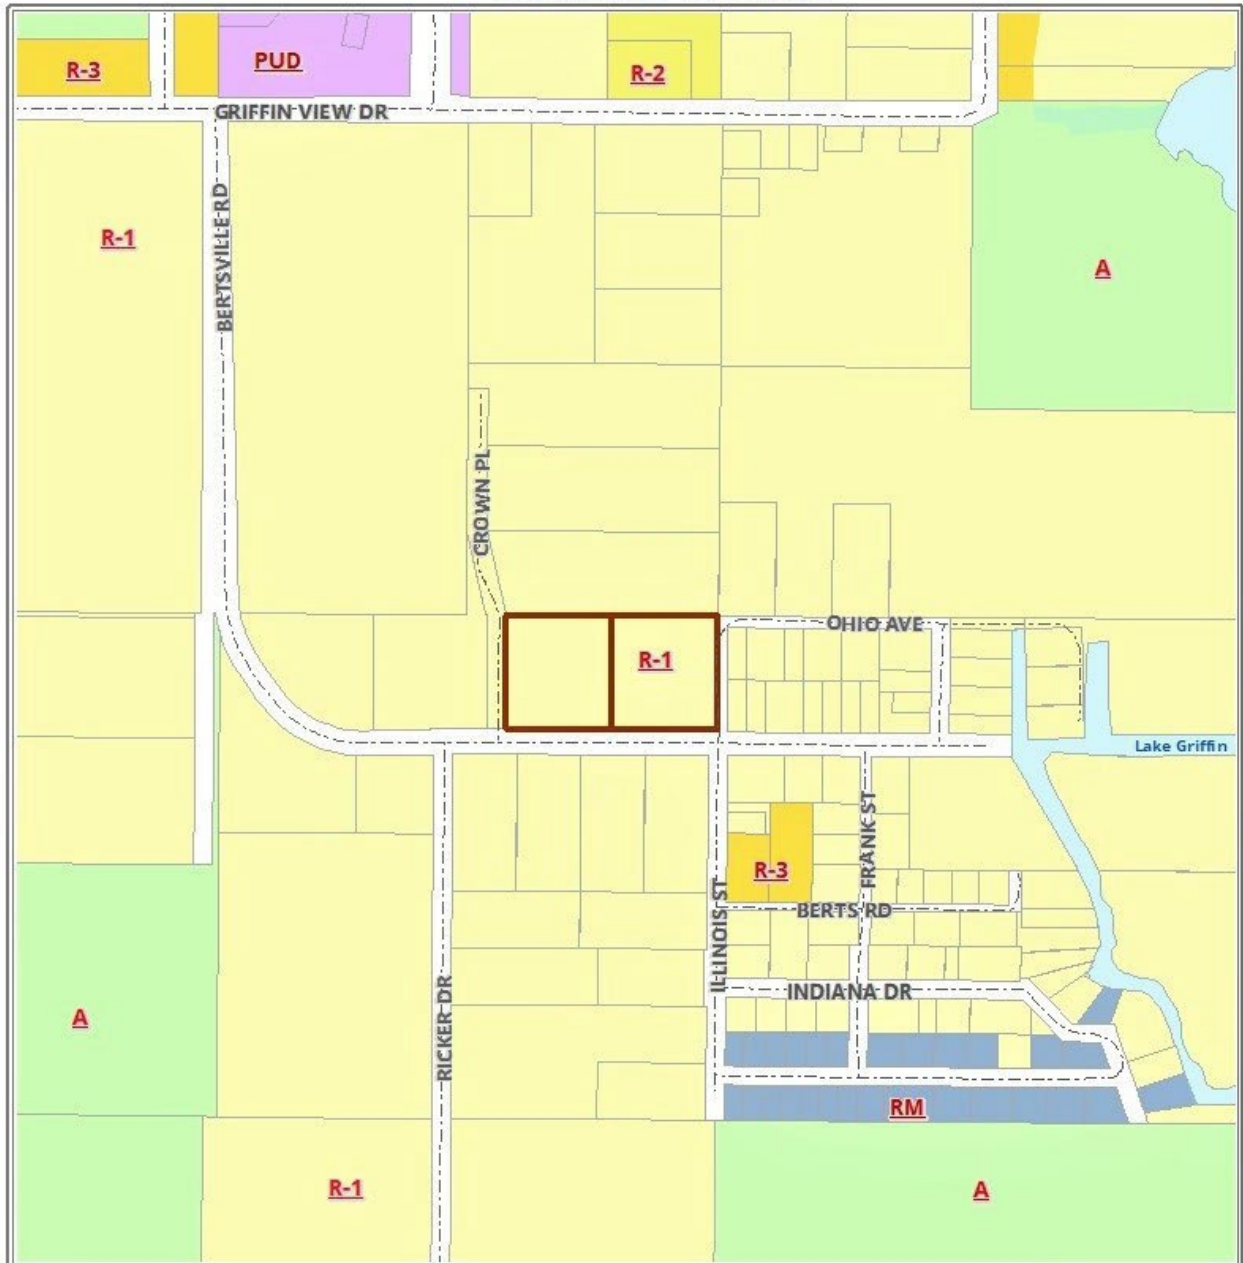 PUD
R-3
R-2
GRIFFIN VIEW DR
R-1
BERTSVILLE RD
A
CROWN PL
OHIO AVE
R-1
Lake Griffin
FRANK ST
R-3
BERTS RD
ILLINOIS ST
INDIANA DR
A
RICKER DR
RM
R-1
A